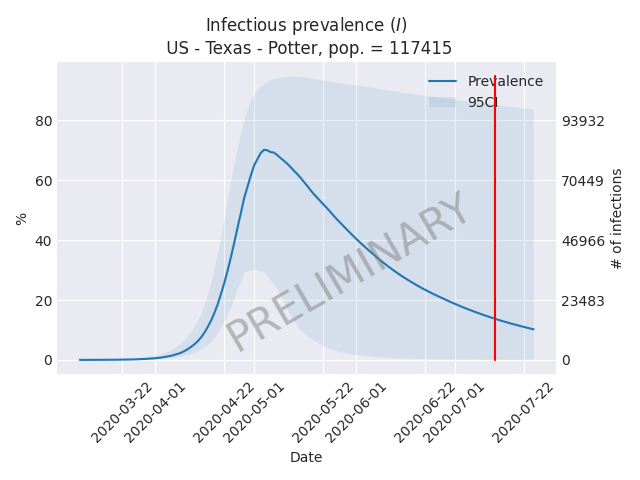 Infectious prevalence (I)
US - Texas - Potter, pop. = 117415
Prevalence
95CI
%
80
60
40
20
0
93932
70449
46966
23483
0
# of infections
PRELIMINARY
2020-03-22
2020-04-01
2020-04-22
2020-05-01
2020-05-22
2020-06-01
2020-06-22
2020-07-01
2020-07-22
Date